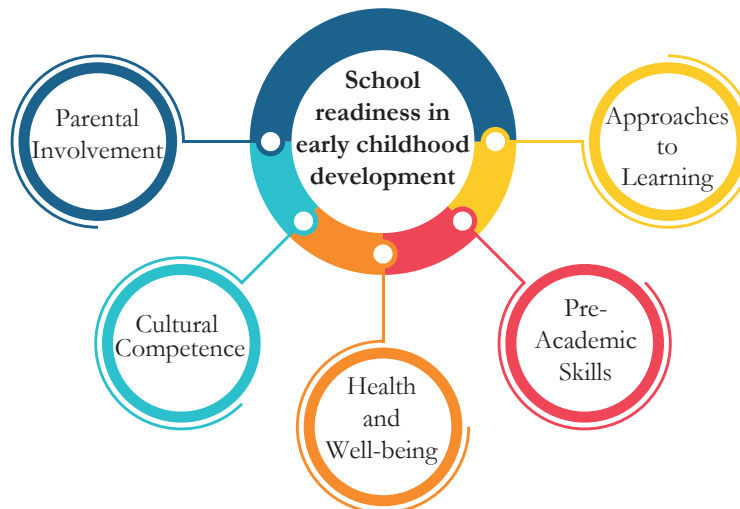 School
readiness in
early childhood
development
Parental
Involvement
Cultural
Competence
Health
and
Well-being
Pre-
Academic
Skills
Approaches
to
Learning